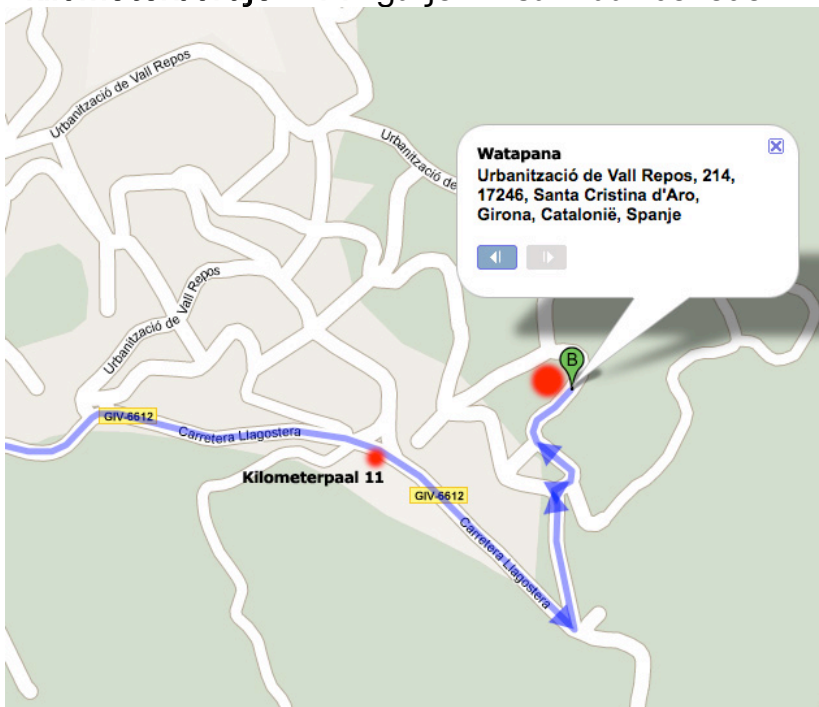 Urbanització de Vall Repos
Urbanització de
Watapana
Urbanització de Vall Repos, 214,
17246, Santa Cristina d'Aro,
Girona, Catalonië, Spanje
B
Urbanització de Vall Repos
GIV-6612
Carretera Llagostera
Kilometerpaal 11
GIV-6612
Carretera Llagostera